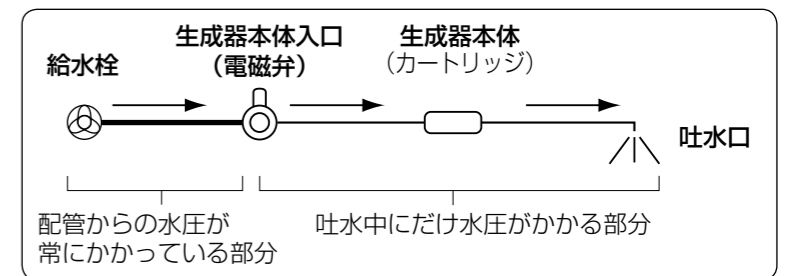 給水栓
生成器本体入口
（電磁弁）
生成器本体
（カートリッジ）
吐水口
配管からの水圧が
常にかかっている部分
吐水中にだけ水圧がかかる部分